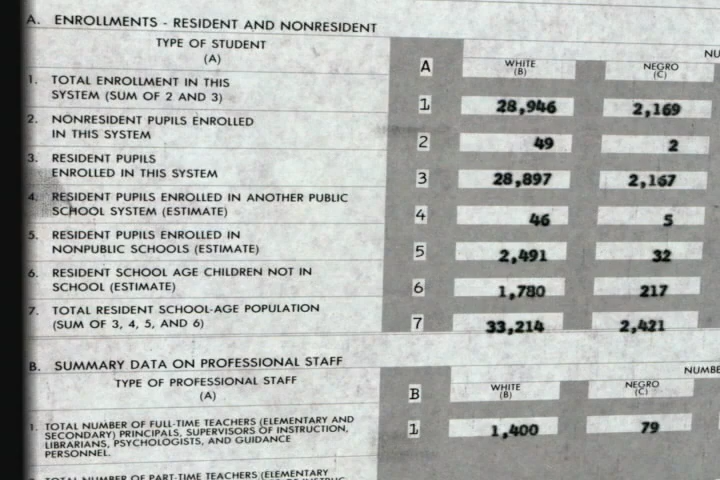 A. ENROLLMENTS - RESIDENT AND NONRESIDENT
TYPE OF STUDENT
(A)
A
WHITE
(B)
NEGRO
(C)
1. TOTAL ENROLLMENT IN THIS
SYSTEM (SUM OF 2 AND 3)
1 28,946 2,169
2. NONRESIDENT PUPILS ENROLLED
IN THIS SYSTEM
2 49 2
3. RESIDENT PUPILS
ENROLLED IN THIS SYSTEM
3 28,897 2,167
4. RESIDENT PUPILS ENROLLED IN ANOTHER PUBLIC
SCHOOL SYSTEM (ESTIMATE)
4 46 5
5. RESIDENT PUPILS ENROLLED IN
NONPUBLIC SCHOOLS (ESTIMATE)
5 2,491 32
6. RESIDENT SCHOOL AGE CHILDREN NOT IN
SCHOOL (ESTIMATE)
6 1,780 217
7. TOTAL RESIDENT SCHOOL-AGE POPULATION
(SUM OF 3, 4, 5, AND 6)
7 33,214 2,421
B. SUMMARY DATA ON PROFESSIONAL STAFF
TYPE OF PROFESSIONAL STAFF
(A)
B
WHITE
(B)
NEGRO
(C)
1. TOTAL NUMBER OF FULL-TIME TEACHERS (ELEMENTARY AND
SECONDARY) PRINCIPALS, SUPERVISORS OF INSTRUCTION,
LIBRARIANS, PSYCHOLOGISTS, AND GUIDANCE
PERSONNEL.
1 1,400 79
TOTAL NUMBER OF PART-TIME TEACHERS (ELEMENTARY